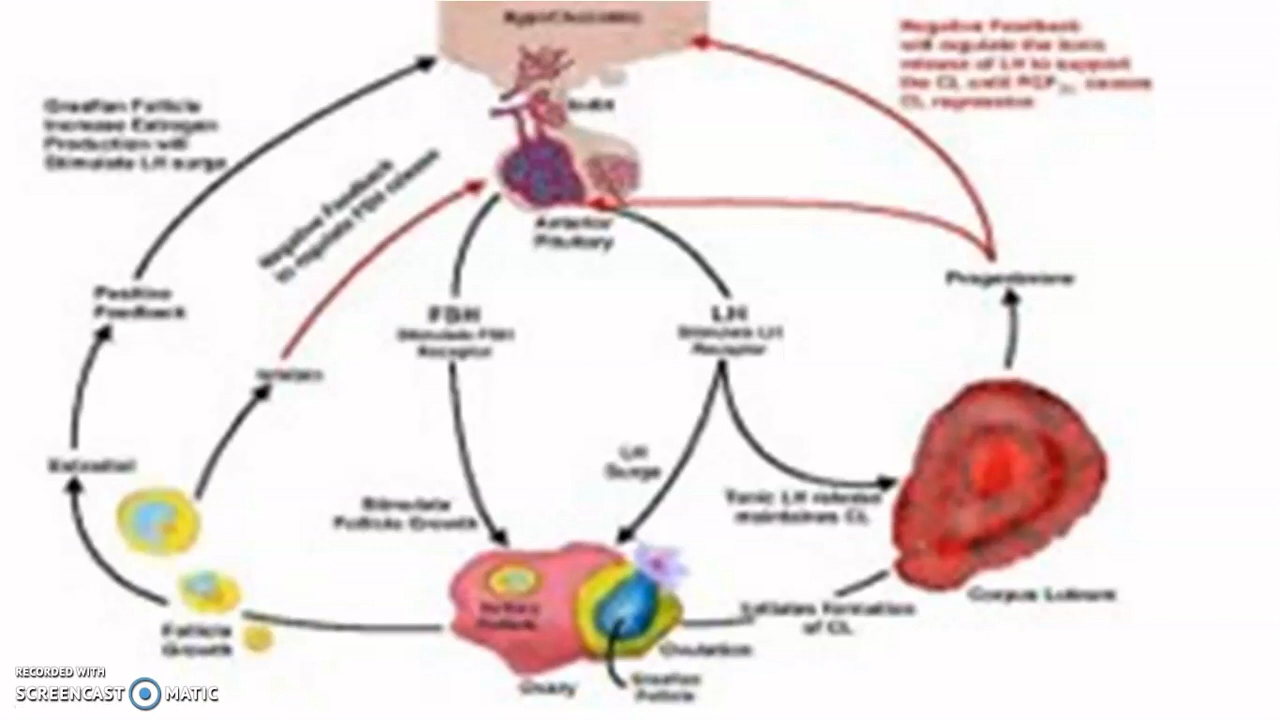 Hypothalamus
Negative Feedback
will regulate the tonic
release of LH to support
the CL until PGF2α causes
CL regression
Graafian Follicle
Increase Estrogen
Production will
Stimulate LH surge
GnRH
Negative Feedback
to regulate FSH release
Anterior
Pituitary
Positive
Feedback
Progesterone
FSH
Stimulate FSH
Receptor
LH
Stimulate LH
Receptor
Estradiol
LH
Surge
Stimulate
Follicle Growth
Tonic LH release
maintains CL
Corpus Luteum
Tertiary
Follicle
Initiates Formation
of CL
Follicle
Growth
Ovulation
Ovary
Graafian
Follicle
RECORDED WITH
SCREENCAST MATIC